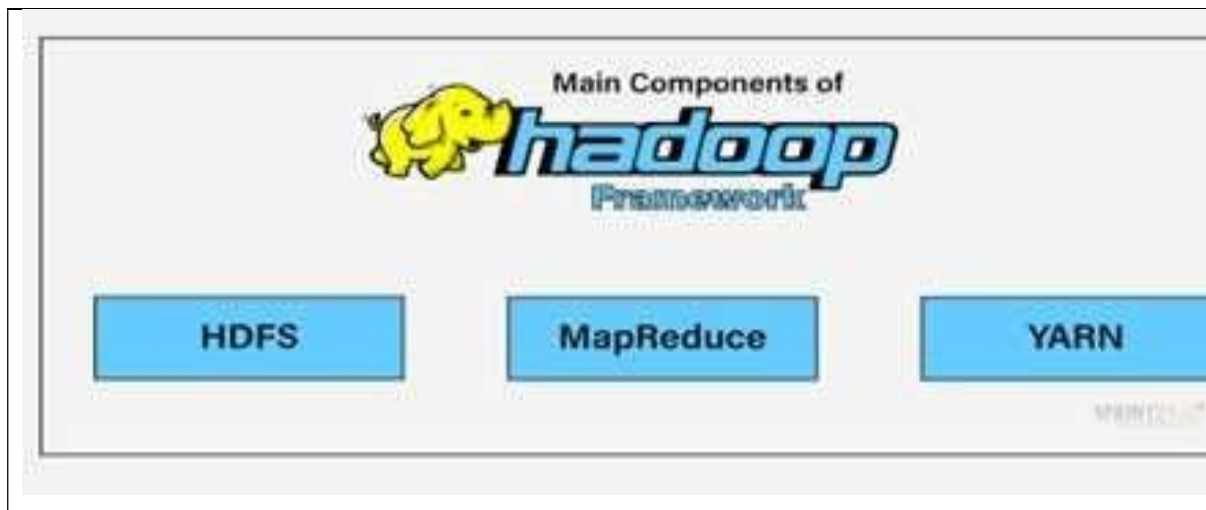 Main Components of
hadoop
Framework
HDFS
MapReduce
YARN